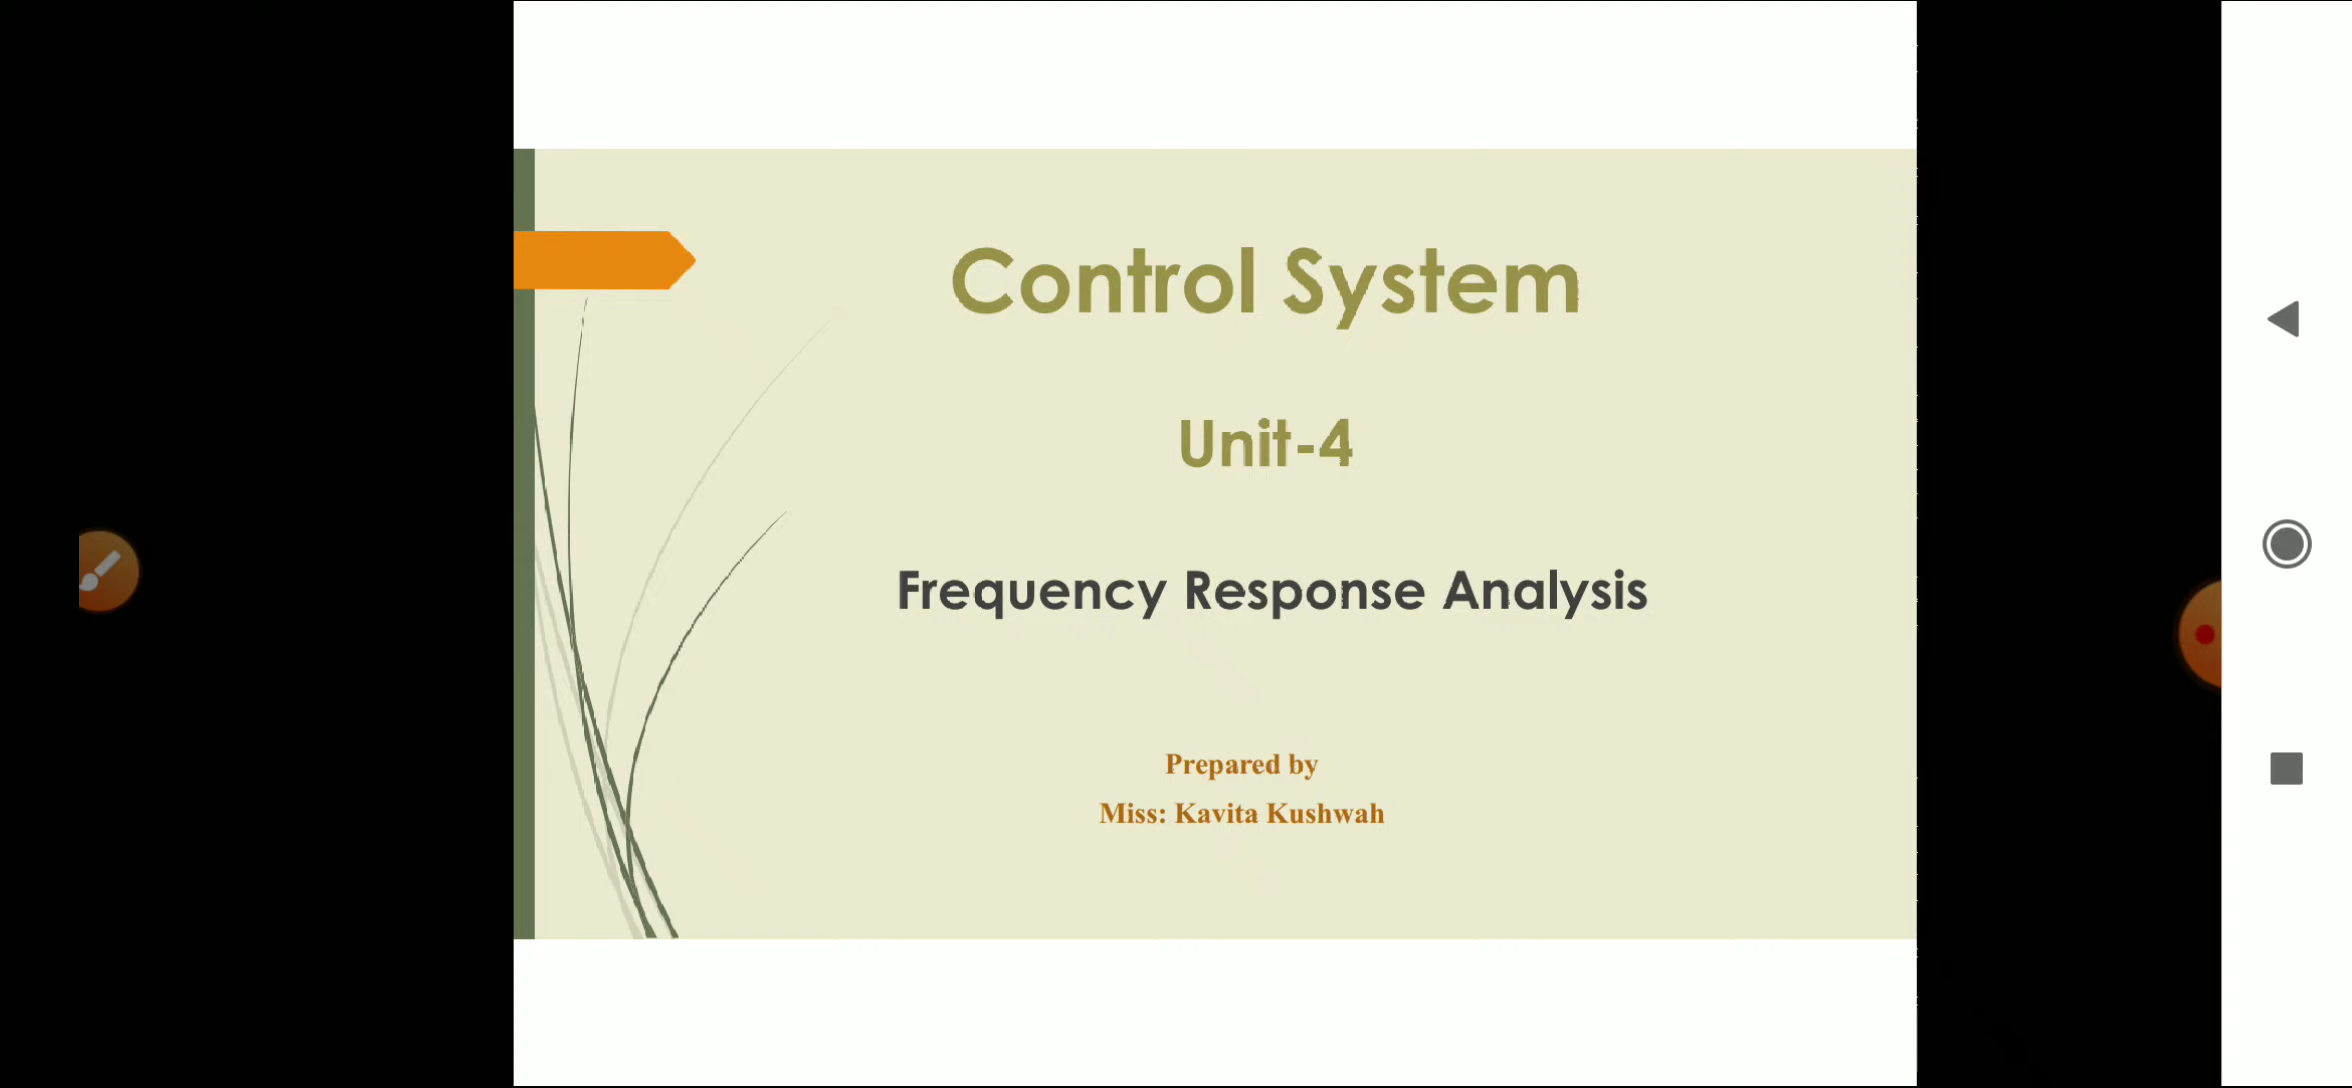 Control System
Unit-4
Frequency Response Analysis
Prepared by
Miss: Kavita Kushwah